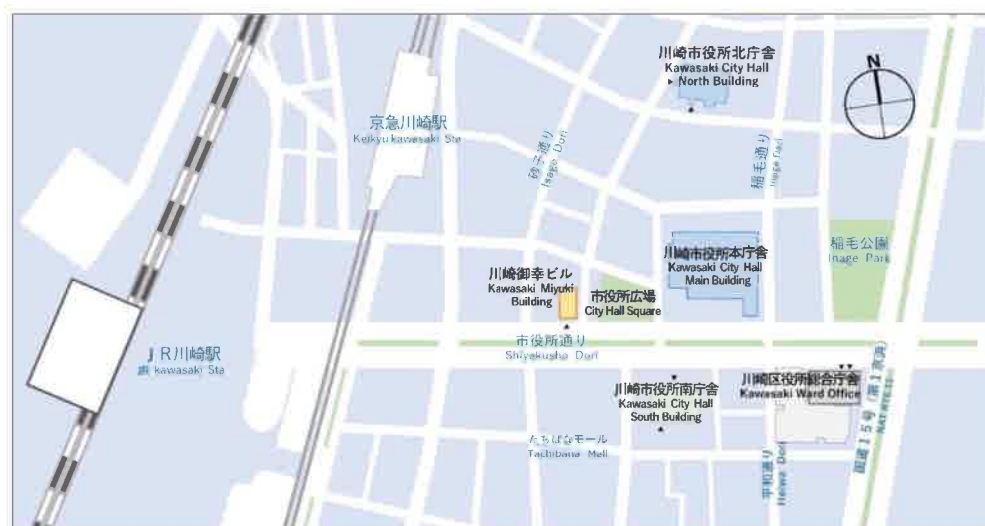 川崎市役所北庁舎
Kawasaki City Hall
North Building
N
京急川崎駅
Keikyu kawasaki Sta
砂子通り
Isago Dori
稲毛通り
Inage Dori
川崎市役所本庁舎
Kawasaki City Hall
Main Building
稲毛公園
Inage Park
川崎御幸ビル
Kawasaki Miyuki
Building
市役所広場
City Hall Square
市役所通り
Shiyakusho Dori
JR川崎駅
kawasaki Sta
川崎市役所南庁舎
Kawasaki City Hall
South Building
川崎区役所総合庁舎
Kawasaki Ward Office
たちばなモール
Tachibana Mall
平和通り
Heiwa Dori
国道15号(第1京浜)